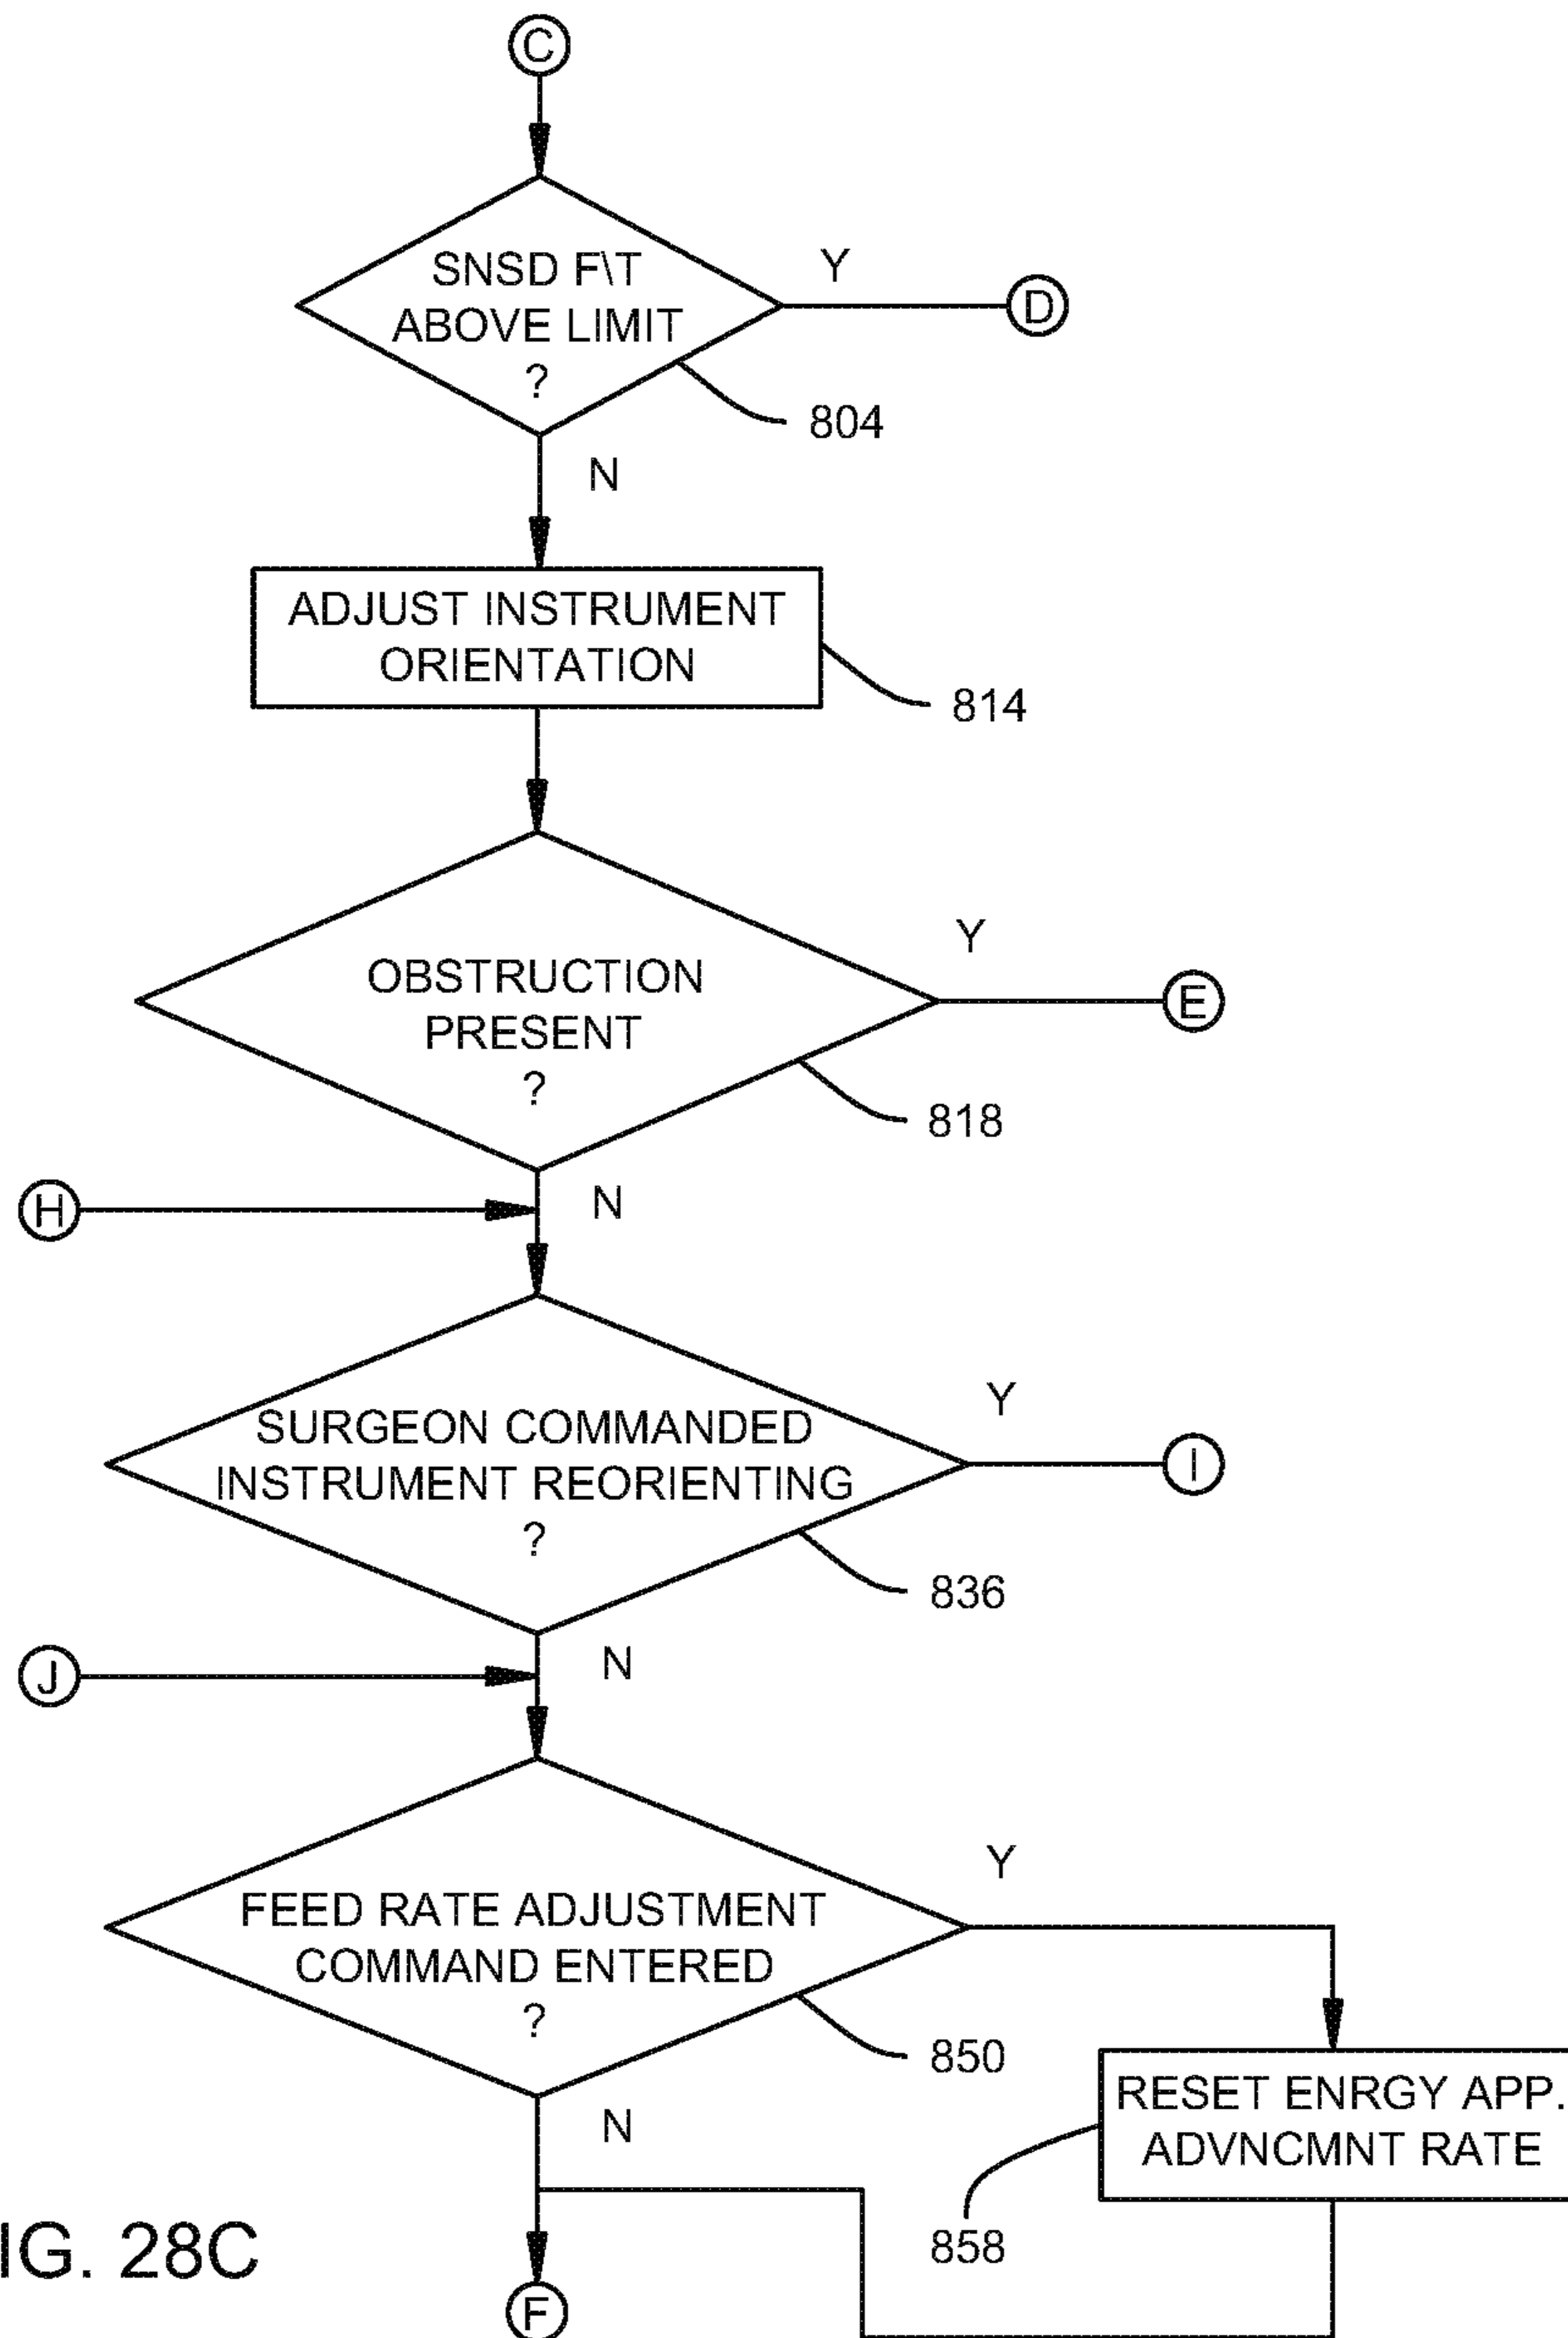 C
SNSD F\T
ABOVE LIMIT
?
Y
D
804
N
ADJUST INSTRUMENT
ORIENTATION
814
OBSTRUCTION
PRESENT
?
Y
E
818
H
N
SURGEON COMMANDED
INSTRUMENT REORIENTING
?
Y
I
836
J
N
FEED RATE ADJUSTMENT
COMMAND ENTERED
?
Y
850
N
RESET ENRGY APP.
ADVNCMNT RATE
858
IG. 28C
F